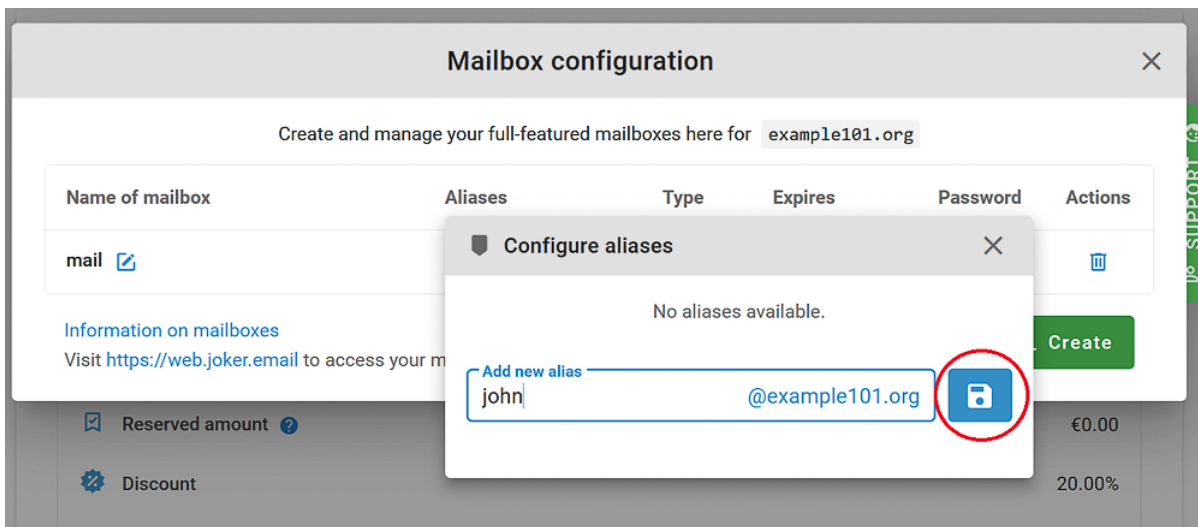 Mailbox configuration
Create and manage your full-featured mailboxes here for example101.org
Name of mailbox Aliases Type Expires Password Actions
mail
Configure aliases
No aliases available.
Add new alias
john @example101.org
Information on mailboxes
Visit https://web.joker.email to access your m
Create
Reserved amount ? €0.00
Discount 20.00%
SUPPORT